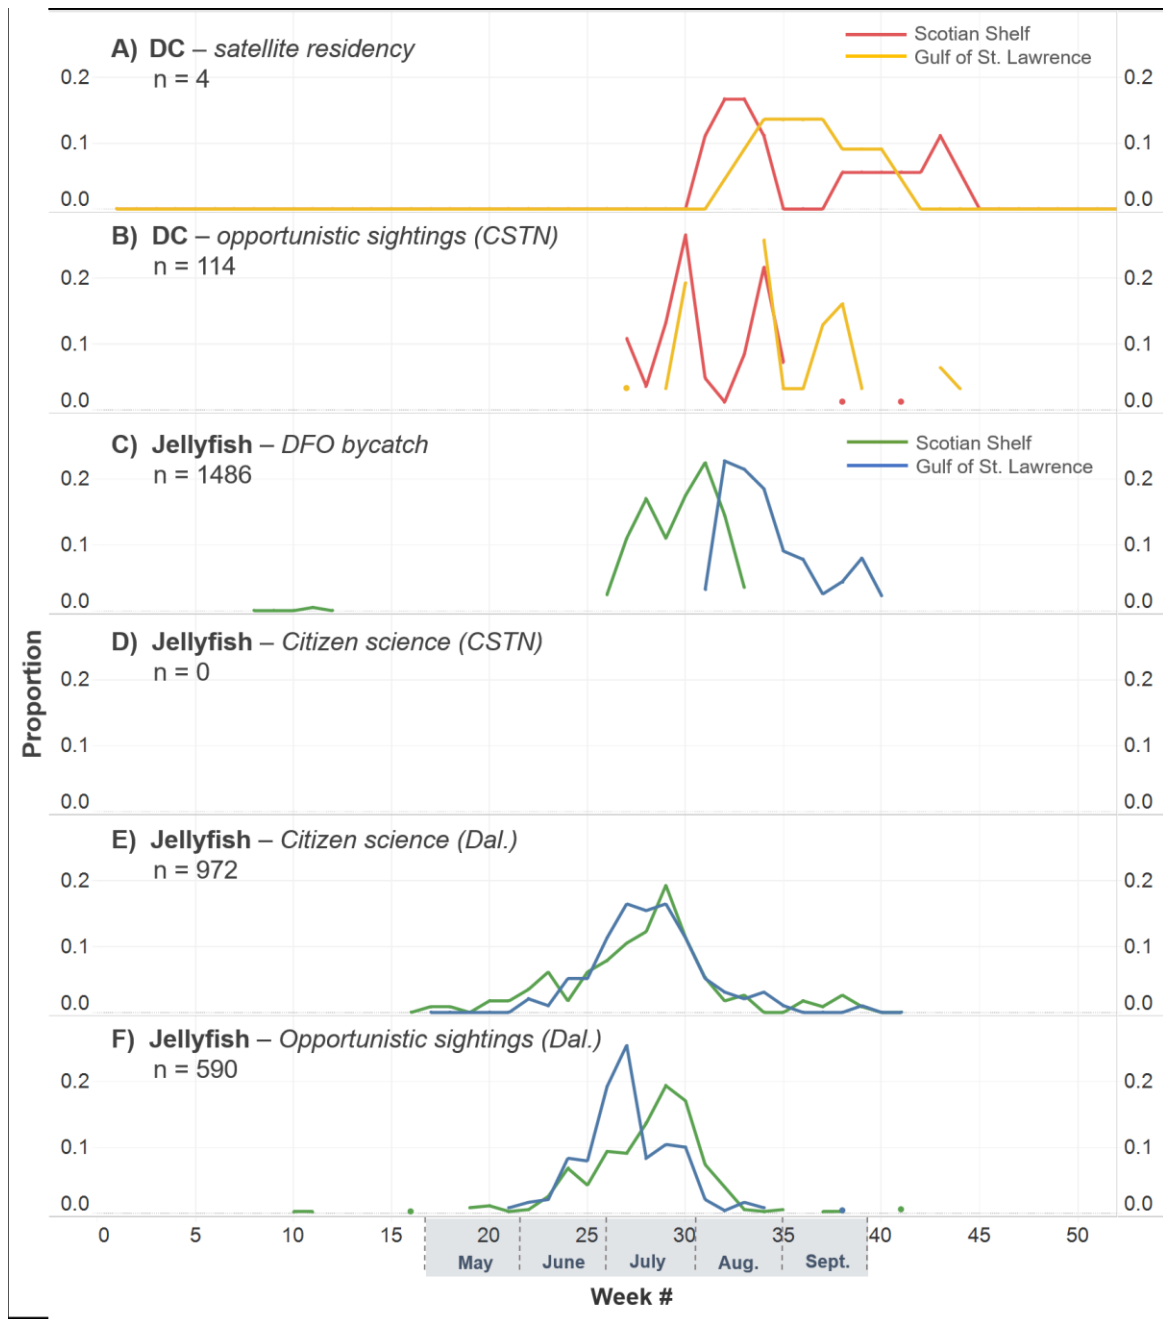 A) DC – satellite residency
n = 4
Scotian Shelf
Gulf of St. Lawrence
0.2 0.2
0.1 0.1
0.0 0.0
B) DC – opportunistic sightings (CSTN)
n = 114
0.2 0.2
0.1 0.1
0.0 0.0
C) Jellyfish – DFO bycatch
n = 1486
Scotian Shelf
Gulf of St. Lawrence
0.2 0.2
0.1 0.1
0.0 0.0
D) Jellyfish – Citizen science (CSTN)
n = 0
0.2 0.2
0.1 0.1
0.0 0.0
Proportion
E) Jellyfish – Citizen science (Dal.)
n = 972
0.2 0.2
0.1 0.1
0.0 0.0
F) Jellyfish – Opportunistic sightings (Dal.)
n = 590
0.2 0.2
0.1 0.1
0.0 0.0
0 5 10 15 20 25 30 35 40 45 50
May June July Aug. Sept.
Week #